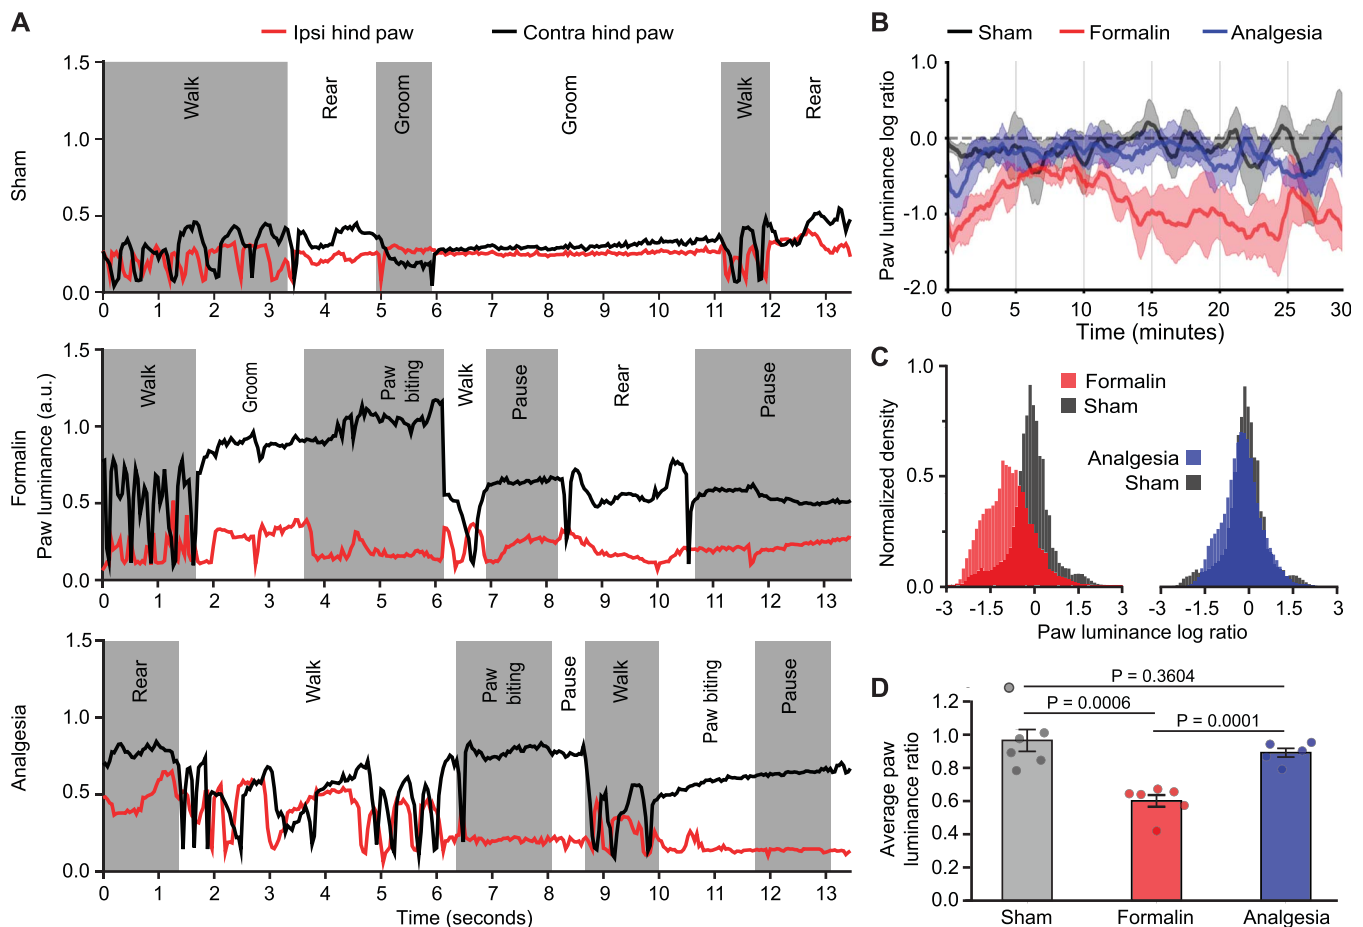 A
Ipsi hind paw
Contra hind paw
Sham
1.5
1.0
0.5
0.0
Walk
Rear
Groom
Groom
Walk
Rear
0 1 2 3 4 5 6 7 8 9 10 11 12 13
Formalin
Paw luminance (a.u.)
1.5
1.0
0.5
0.0
Walk
Groom
Paw
biting
Walk
Pause
Rear
Pause
0 1 2 3 4 5 6 7 8 9 10 11 12 13
Analgesia
1.5
1.0
0.5
0.0
Rear
Walk
Paw
biting
Pause
Walk
Paw biting
Pause
0 1 2 3 4 5 6 7 8 9 10 11 12 13
Time (seconds)
B
Sham
Formalin
Analgesia
Paw luminance log ratio
1.0
0.0
-1.0
-2.0
0 5 10 15 20 25 30
Time (minutes)
C
Normalized density
1.0
0.5
0.0
Formalin
Sham
Analgesia
Sham
-3 -1.5 0 1.5 3
-3 -1.5 0 1.5 3
Paw luminance log ratio
D
P = 0.3604
P = 0.0006
P = 0.0001
Average paw
luminance ratio
1.2
1.0
0.8
0.6
0.4
0.2
0.0
Sham
Formalin
Analgesia